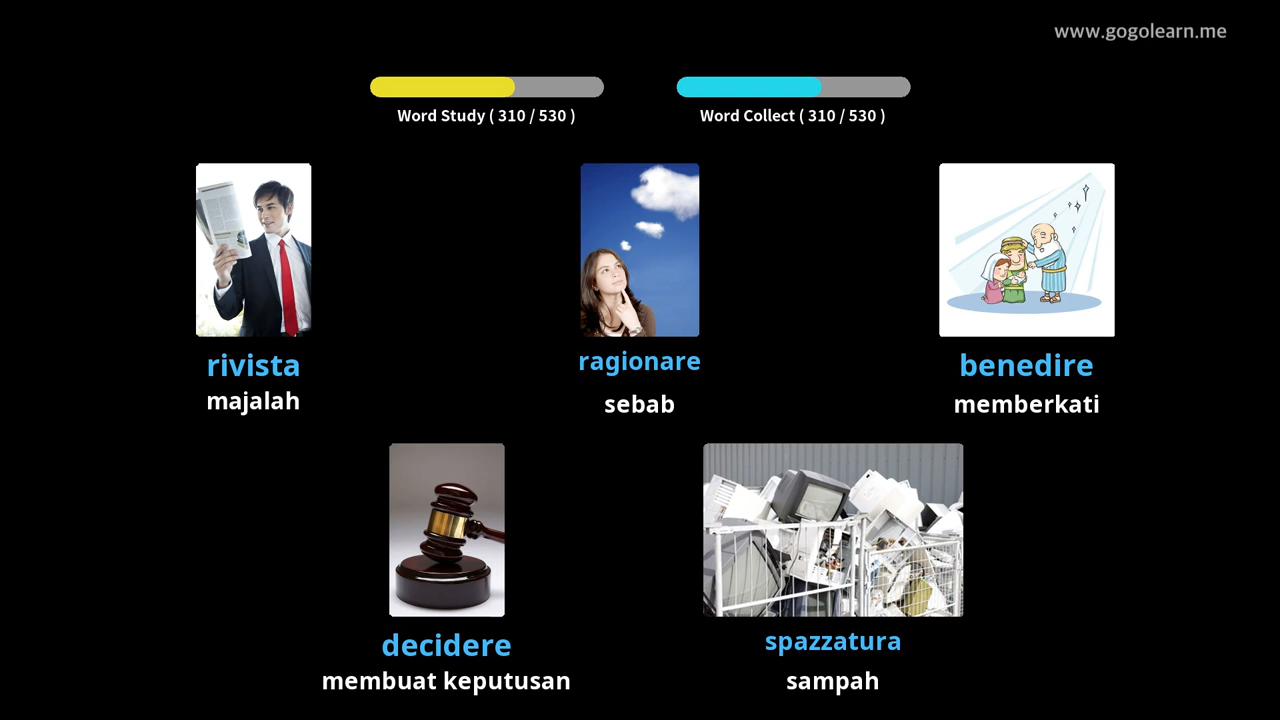 www.gogolearn.me
Word Study ( 310 / 530 )
Word Collect ( 310 / 530 )
rivista
majalah
ragionare
sebab
benedire
memberkati
decidere
membuat keputusan
spazzatura
sampah